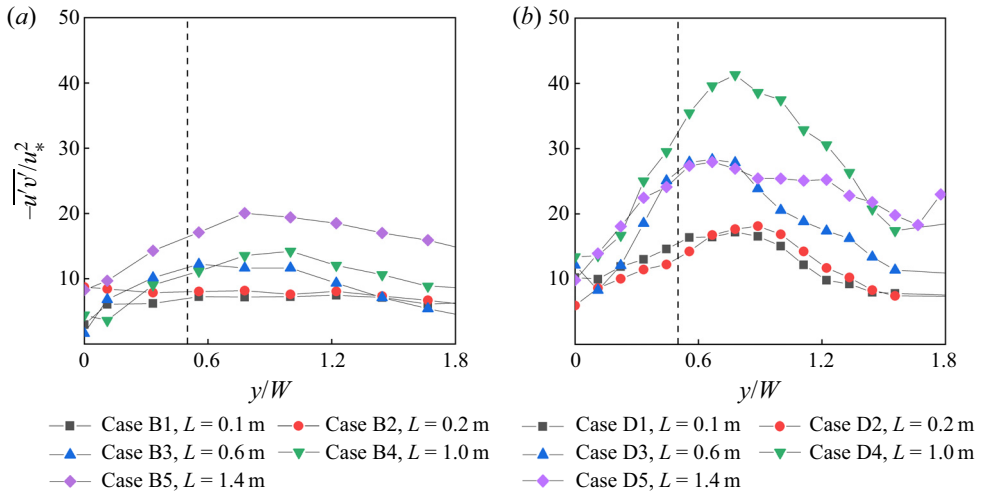 (a)
(b)
50
40
30
20
10
0
0.6
1.2
1.8
y/W
−u′v′/u*²
50
40
30
20
10
0
0.6
1.2
1.8
y/W
Case B1, L = 0.1 m
Case B2, L = 0.2 m
Case B3, L = 0.6 m
Case B4, L = 1.0 m
Case B5, L = 1.4 m
Case D1, L = 0.1 m
Case D2, L = 0.2 m
Case D3, L = 0.6 m
Case D4, L = 1.0 m
Case D5, L = 1.4 m